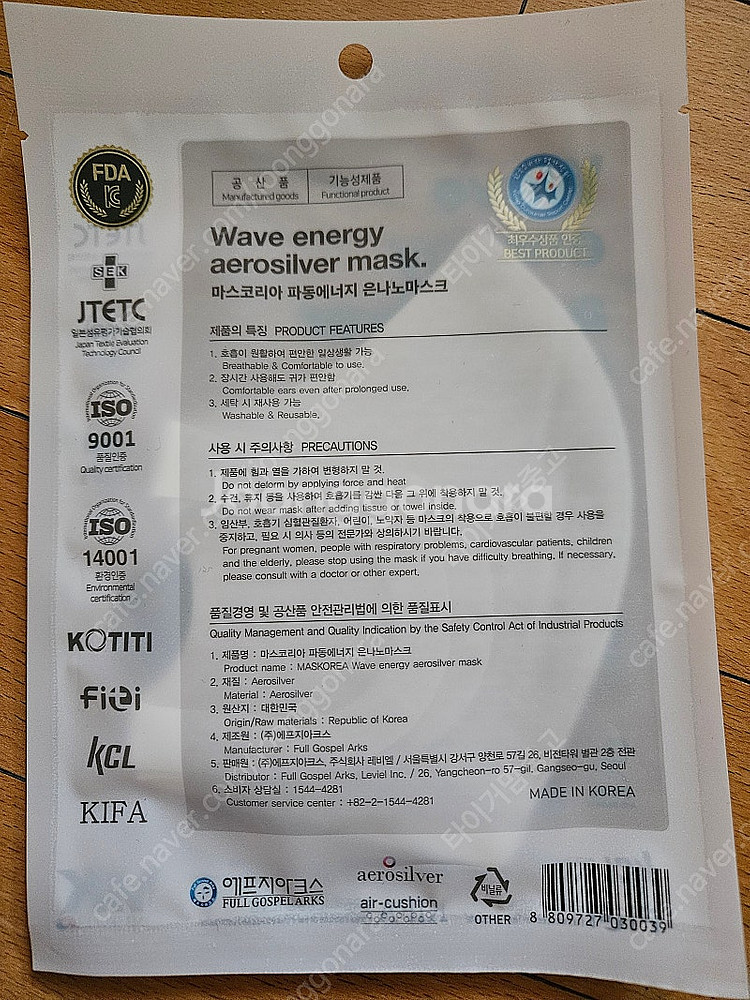 FDA
SEK
JTETC
일본섬유평가기술협의회
Japan Textile Evaluation
Technology Council
ISO
9001
품질인증
Quality certification
ISO
14001
환경인증
Environmental
certification
KOTITI
FITI
KCL
KIFA
공 산 품
Manufactured goods
기능성제품
Functional product
최우수상품 인증
BEST PRODUCT
Wave energy
aerosilver mask.
마스코리아 파동에너지 은나노마스크
제품의 특징 PRODUCT FEATURES
1. 호흡이 원활하여 편안한 일상생활 가능
Breathable & Comfortable to use.
2. 장시간 사용해도 귀가 편안함
Comfortable ears even after prolonged use.
3. 세탁 시 재사용 가능
Washable & Reusable.
사용 시 주의사항 PRECAUTIONS
1. 제품에 힘과 열을 가하여 변형하지 말 것.
Do not deform by applying force and heat
2. 수건, 휴지 등을 사용하여 호흡기를 감싼 다음 그 위에 착용하지 말 것.
Do not wear mask after adding tissue or towel inside.
3. 임산부, 호흡기 심혈관질환자, 어린이, 노약자 등 마스크의 착용으로 호흡이 불편할 경우 사용을
중지하고, 필요 시 의사 등의 전문가와 상의하시기 바랍니다.
For pregnant women, people with respiratory problems, cardiovascular patients, children
and the elderly, please stop using the mask if you have difficulty breathing. If necessary,
please consult with a doctor or other expert.
품질경영 및 공산품 안전관리법에 의한 품질표시
Quality Management and Quality Indication by the Safety Control Act of Industrial Products
1. 제품명 : 마스코리아 파동에너지 은나노마스크
Product name : MASKOREA Wave energy aerosilver mask
2. 재질 : Aerosilver
Material : Aerosilver
3. 원산지 : 대한민국
Origin/Raw materials : Republic of Korea
4. 제조원 : (주)에프지아크스
Manufacturer : Full Gospel Arks
5. 판매원 : (주)에프지아크스, 주식회사 레비엘 / 서울특별시 강서구 양천로 57길 26, 비전타워 별관 2층 전관
Distributor : Full Gospel Arks, Leviel Inc. / 26, Yangcheon-ro 57-gil, Gangseo-gu, Seoul
6. 소비자 상담실 : 1544-4281
Customer service center : +82-2-1544-4281
MADE IN KOREA
에프지아크스
FULL GOSPEL ARKS
aerosilver
air-cushion
비닐류
OTHER
8 809727 030039
cafe.naver.com/joonggonara